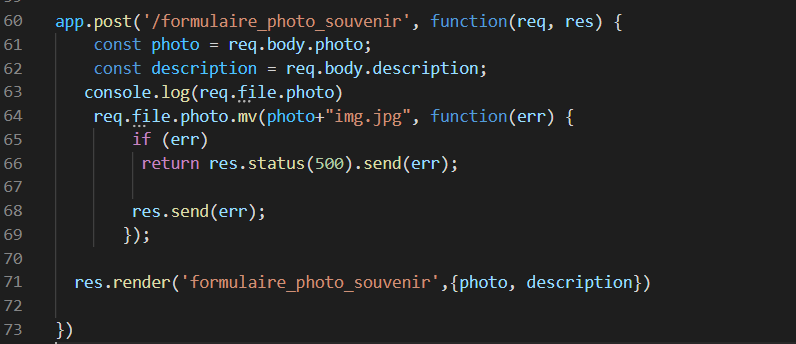 60 app.post('/formulaire_photo_souvenir', function(req, res) {
61 const photo = req.body.photo;
62 const description = req.body.description;
63 console.log(req.file.photo)
64 req.file.photo.mv(photo+"img.jpg", function(err) {
65 if (err)
66 return res.status(500).send(err);
67
68 res.send(err);
69 });
70
71 res.render('formulaire_photo_souvenir',{photo, description})
72
73 })